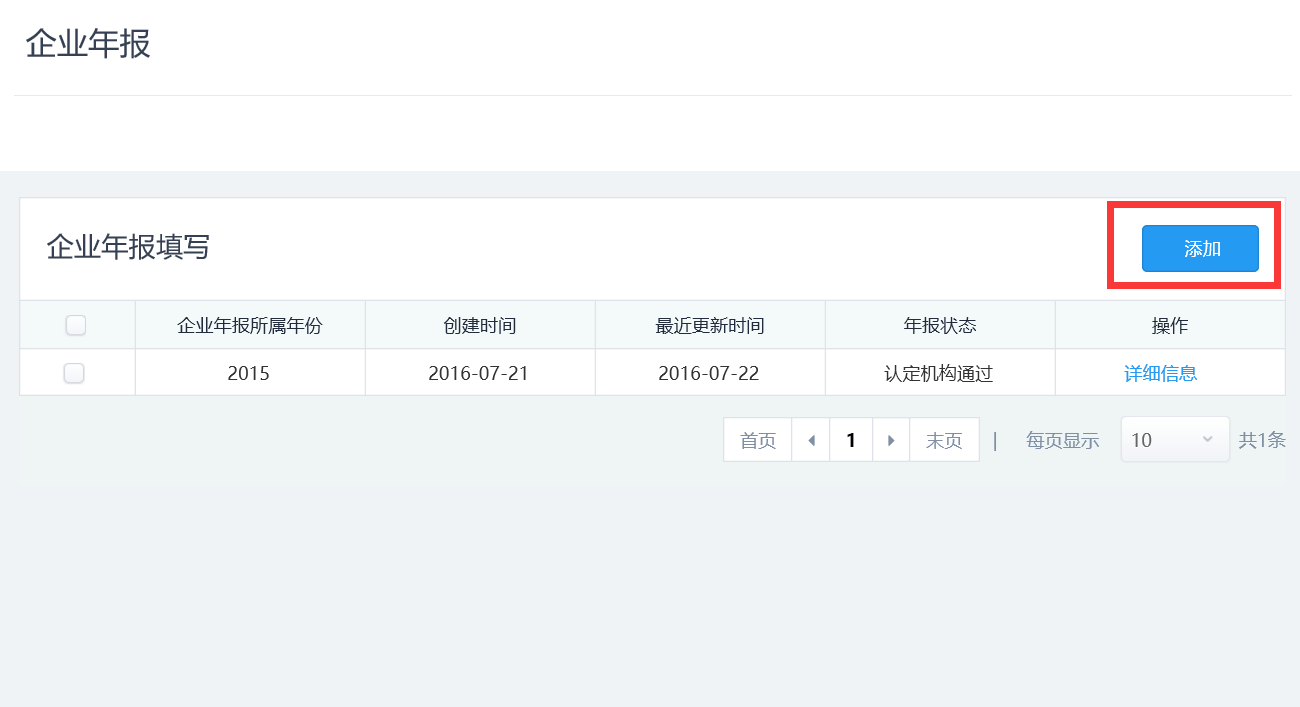 企业年报
企业年报填写
添加
企业年报所属年份 创建时间 最近更新时间 年报状态 操作
2015 2016-07-21 2016-07-22 认定机构通过 详细信息
首页 1 末页 | 每页显示 10 共1条